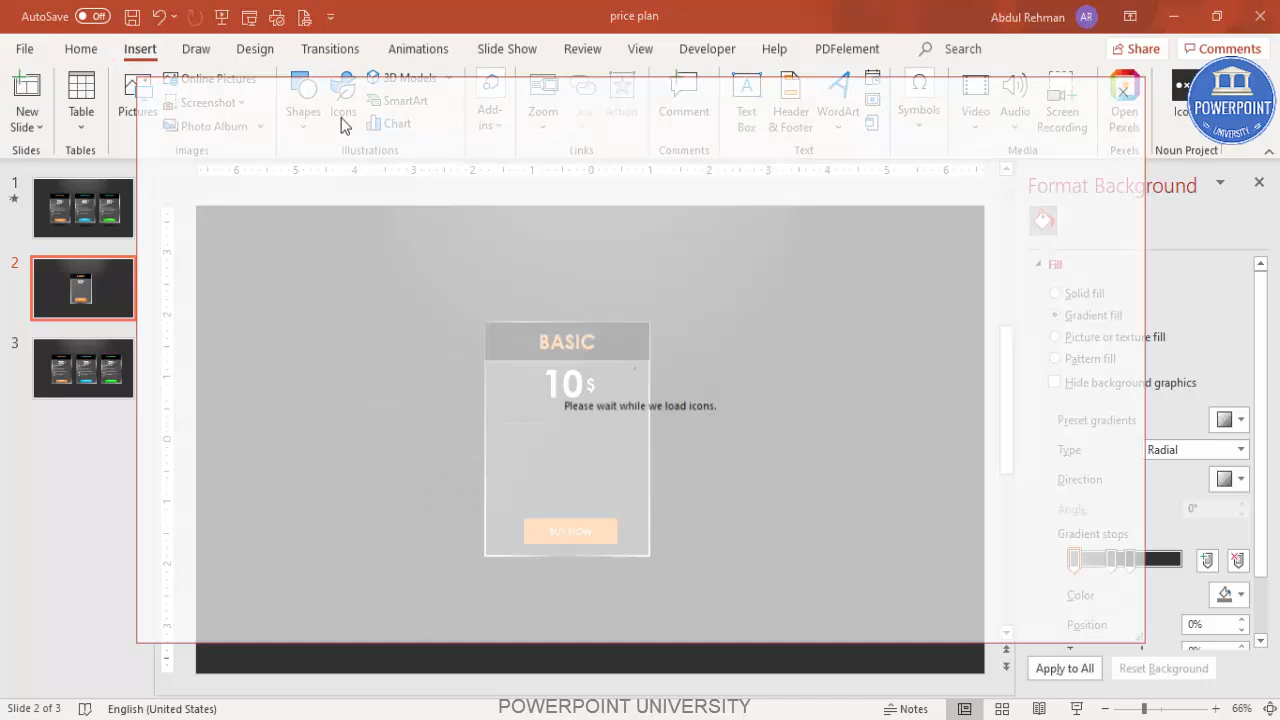 AutoSave Off
price plan
Abdul Rehman AR
File Home Insert Draw Design Transitions Animations Slide Show Review View Developer Help PDFelement Search Share Comments
New Slide
Table
Pictures
Online Pictures
Screenshot
Photo Album
Shapes
Icons
3D Models
SmartArt
Chart
Add-ins
Zoom
Link
Action
Comment
Text Box
Header & Footer
WordArt
Symbols
Video
Audio
Screen Recording
Open Pexels
POWERPOINT
UNIVERSITY
Slides Tables Images Illustrations Links Comments Text Media Pexels Noun Project
Format Background
Fill
Solid fill
Gradient fill
Picture or texture fill
Pattern fill
Hide background graphics
Preset gradients
Type Radial
Direction
Angle 0°
Gradient stops
Color
Position 0%
Apply to All Reset Background
1
2
3
BASIC
10$
Please wait while we load icons.
BUY NOW
Slide 2 of 3 English (United States) POWERPOINT UNIVERSITY Notes 66%